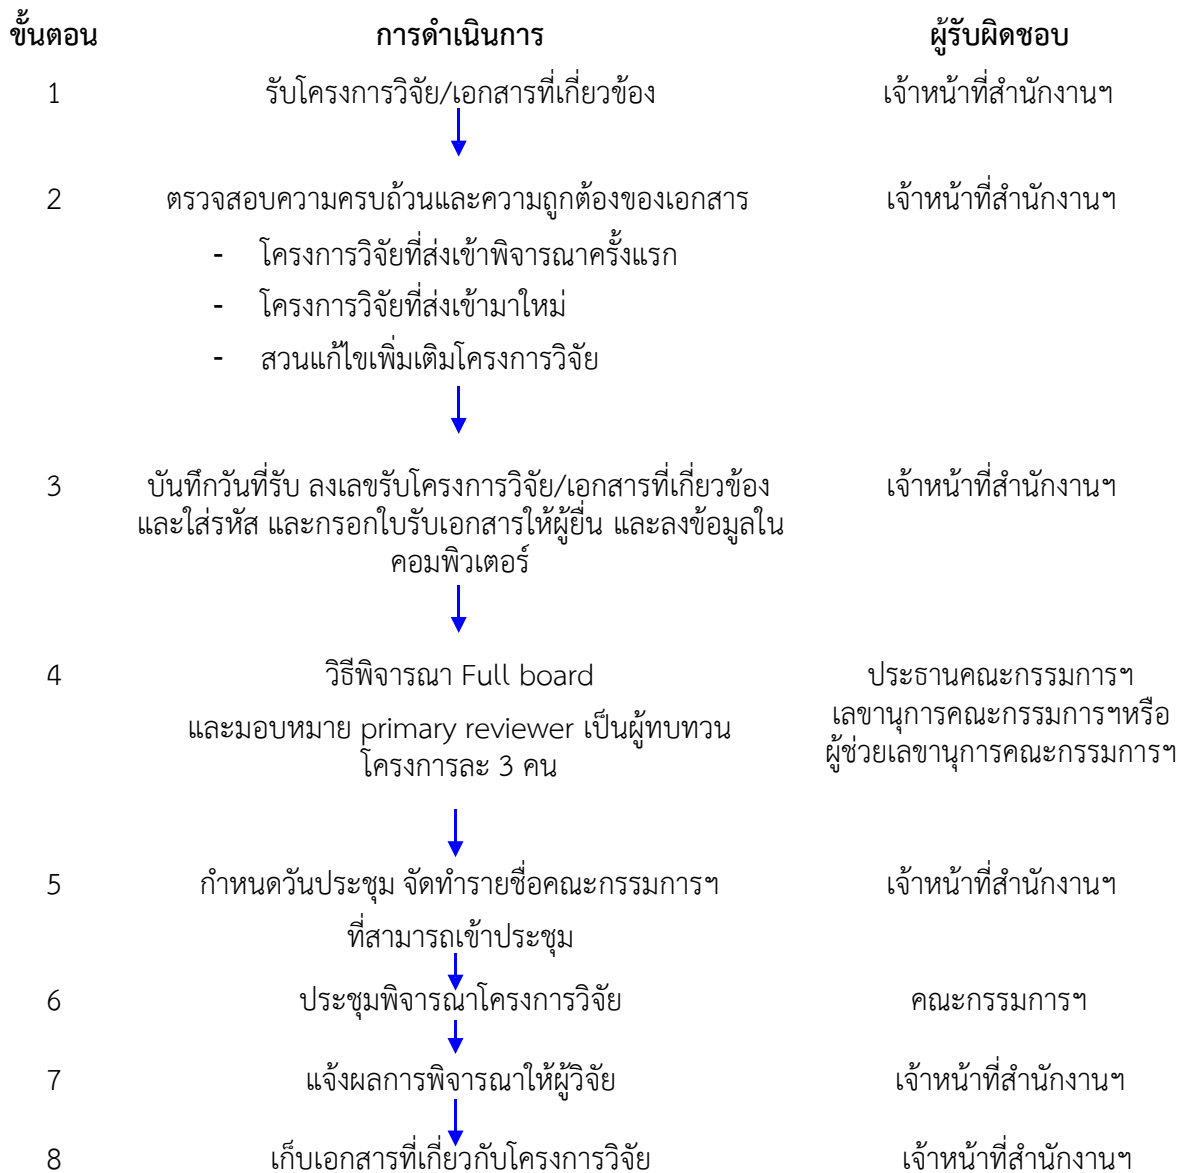 ขั้นตอน การดำเนินการ ผู้รับผิดชอบ
1 รับโครงการวิจัย/เอกสารที่เกี่ยวข้อง เจ้าหน้าที่สำนักงานฯ
2 ตรวจสอบความครบถ้วนและความถูกต้องของเอกสาร เจ้าหน้าที่สำนักงานฯ
- โครงการวิจัยที่ส่งเข้าพิจารณาครั้งแรก
- โครงการวิจัยที่ส่งเข้ามาใหม่
- สวนแก้ไขเพิ่มเติมโครงการวิจัย
3 บันทึกวันที่รับ ลงเลขรับโครงการวิจัย/เอกสารที่เกี่ยวข้อง เจ้าหน้าที่สำนักงานฯ
และใส่รหัส และกรอกใบรับเอกสารให้ผู้ยื่น และลงข้อมูลใน
คอมพิวเตอร์
4 วิธีพิจารณา Full board ประธานคณะกรรมการฯ
และมอบหมาย primary reviewer เป็นผู้ทบทวน เลขานุการคณะกรรมการฯหรือ
โครงการละ 3 คน ผู้ช่วยเลขานุการคณะกรรมการฯ
5 กำหนดวันประชุม จัดทำรายชื่อคณะกรรมการฯ เจ้าหน้าที่สำนักงานฯ
ที่สามารถเข้าประชุม
6 ประชุมพิจารณาโครงการวิจัย คณะกรรมการฯ
7 แจ้งผลการพิจารณาให้ผู้วิจัย เจ้าหน้าที่สำนักงานฯ
8 เก็บเอกสารที่เกี่ยวกับโครงการวิจัย เจ้าหน้าที่สำนักงานฯ